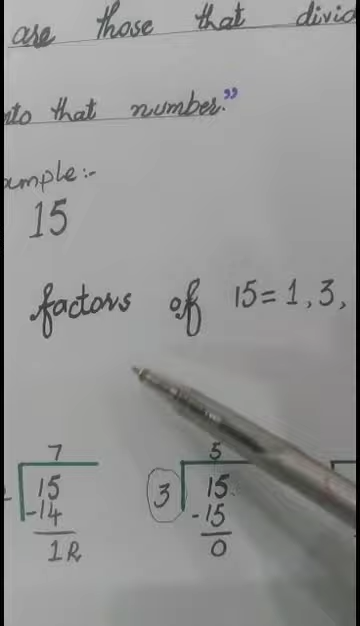 are those that divid
nto that number."
ample:-
15
factors of 15 = 1, 3,
7
15
-14
1R
5
3 15
-15
0